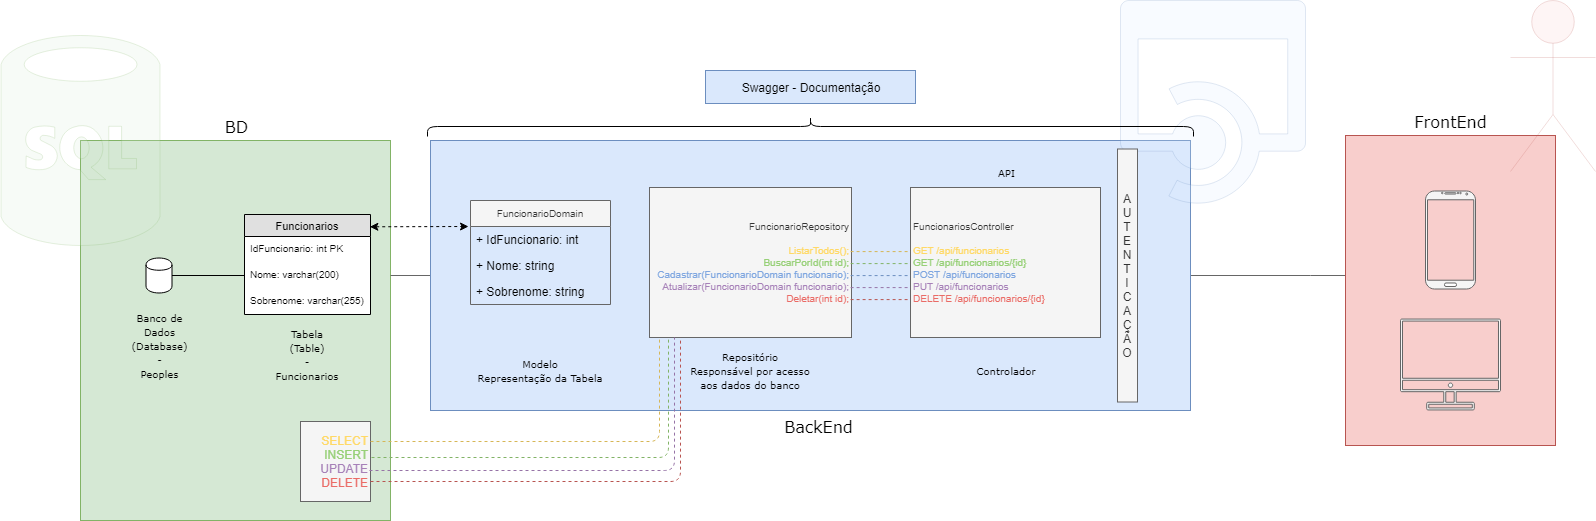 SQL
BD
Funcionarios
IdFuncionario: int PK
Nome: varchar(200)
Sobrenome: varchar(255)
Banco de
Dados
(Database)
-
Peoples
Tabela
(Table)
-
Funcionarios
SELECT
INSERT
UPDATE
DELETE
Swagger - Documentação
FuncionarioDomain
+ IdFuncionario: int
+ Nome: string
+ Sobrenome: string
Modelo
Representação da Tabela
FuncionarioRepository
ListarTodos();
BuscarPorId(int id);
Cadastrar(FuncionarioDomain funcionario);
Atualizar(FuncionarioDomain funcionario);
Deletar(int id);
Repositório
Responsável por acesso
aos dados do banco
API
FuncionariosController
GET /api/funcionarios
GET /api/funcionarios/{id}
POST /api/funcionarios
PUT /api/funcionarios
DELETE /api/funcionarios/{id}
Controlador
AUTENTICAÇÃO
BackEnd
FrontEnd